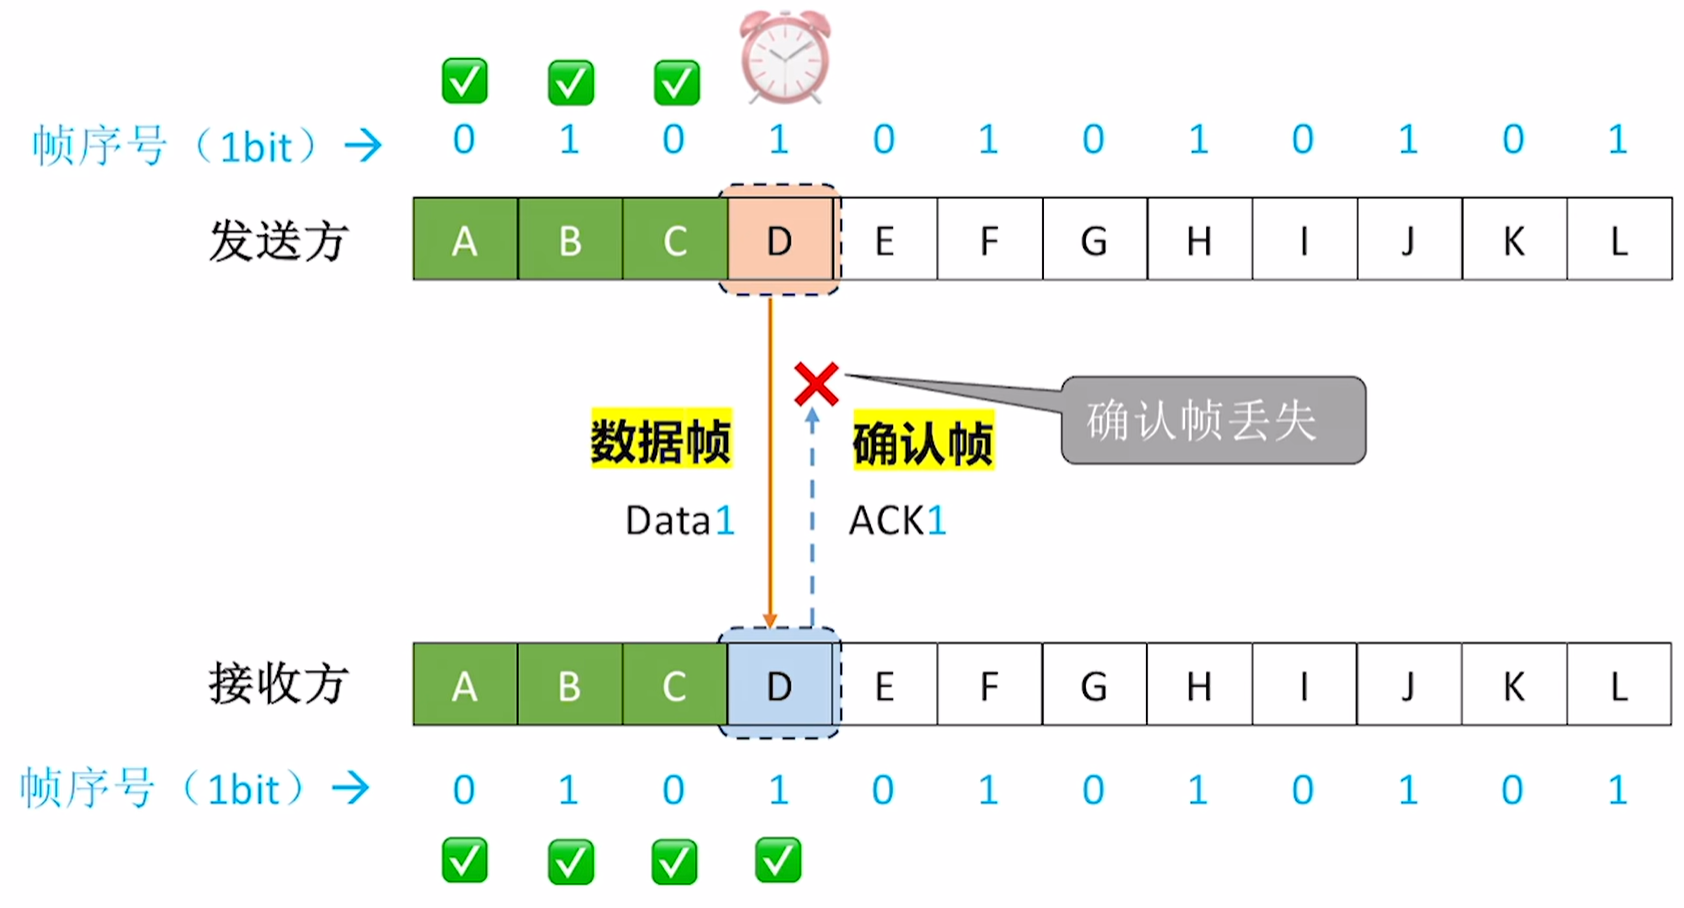 帧序号（1bit）→ 0 1 0 1 0 1 0 1 0 1 0 1
发送方 A B C D E F G H I J K L
确认帧丢失
数据帧 确认帧
Data1 ACK1
接收方 A B C D E F G H I J K L
帧序号（1bit）→ 0 1 0 1 0 1 0 1 0 1 0 1